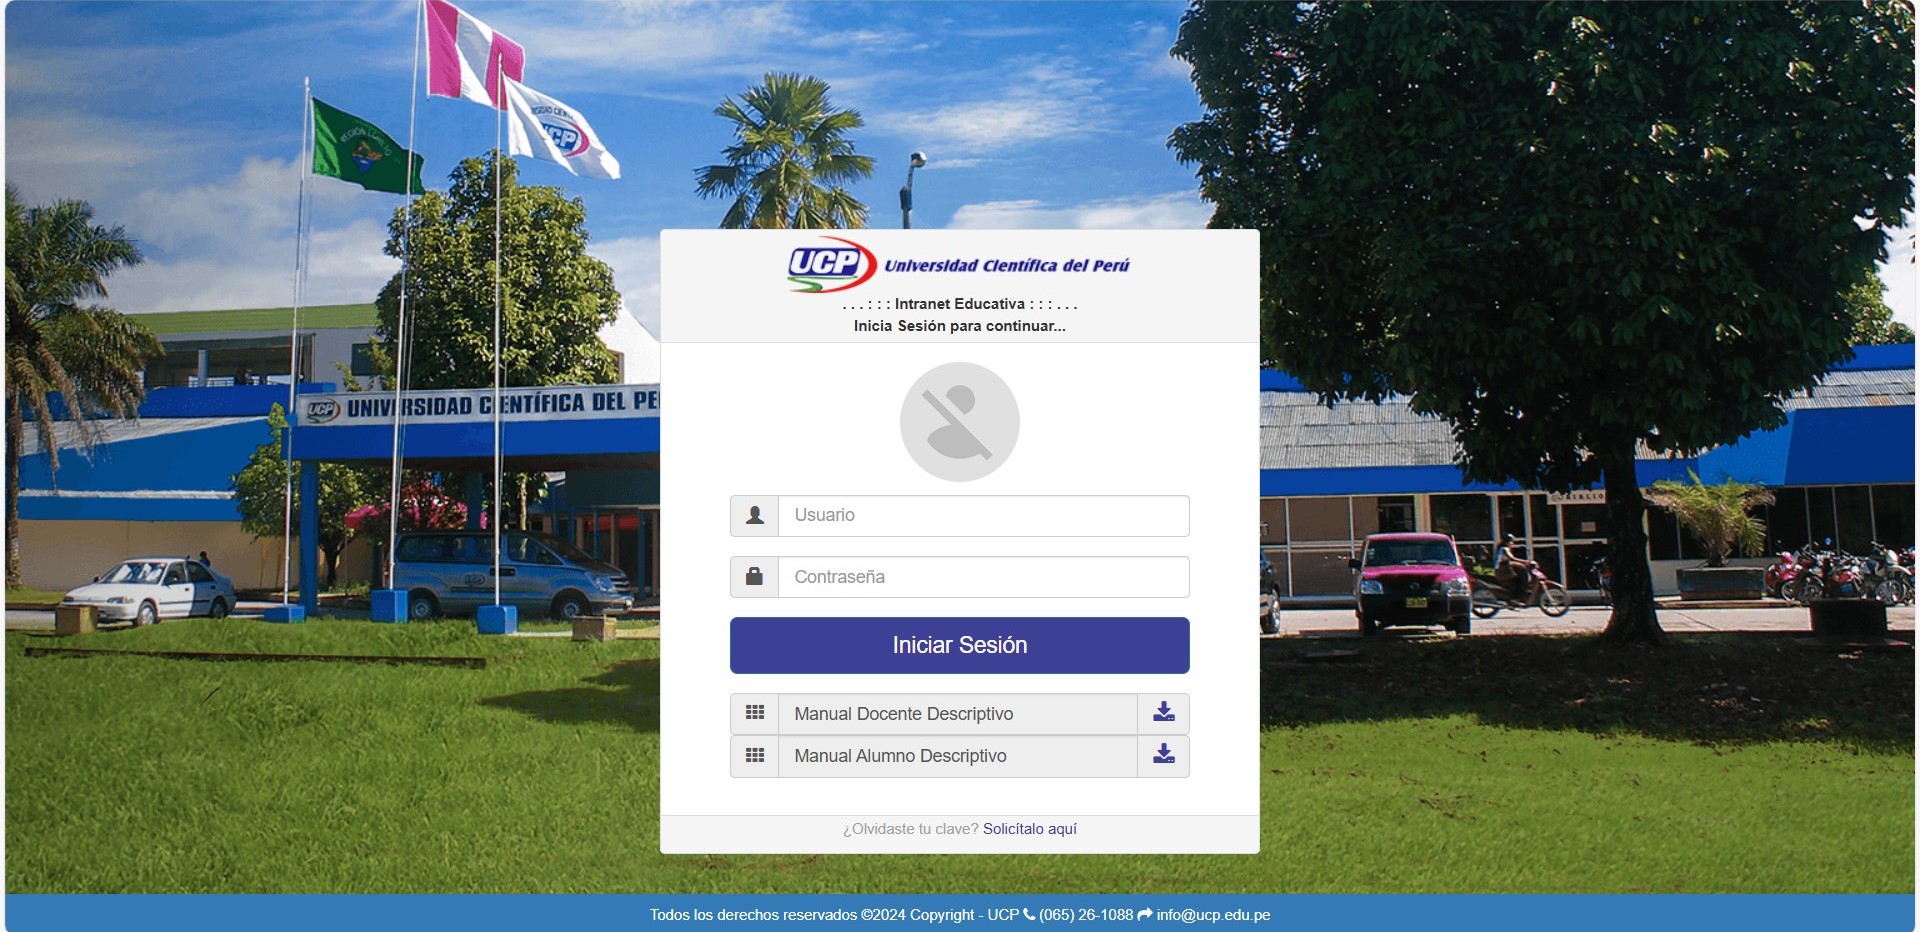 REGION LORETO
UCP
UNIVERSIDAD CIENTÍFICA DEL
UCP Universidad Científica del Perú
. . . : : : Intranet Educativa : : : . . .
Inicia Sesión para continuar...
Usuario
Contraseña
Iniciar Sesión
Manual Docente Descriptivo
Manual Alumno Descriptivo
¿Olvidaste tu clave? Solicítalo aquí
Todos los derechos reservados ©2024 Copyright - UCP (065) 26-1088 info@ucp.edu.pe